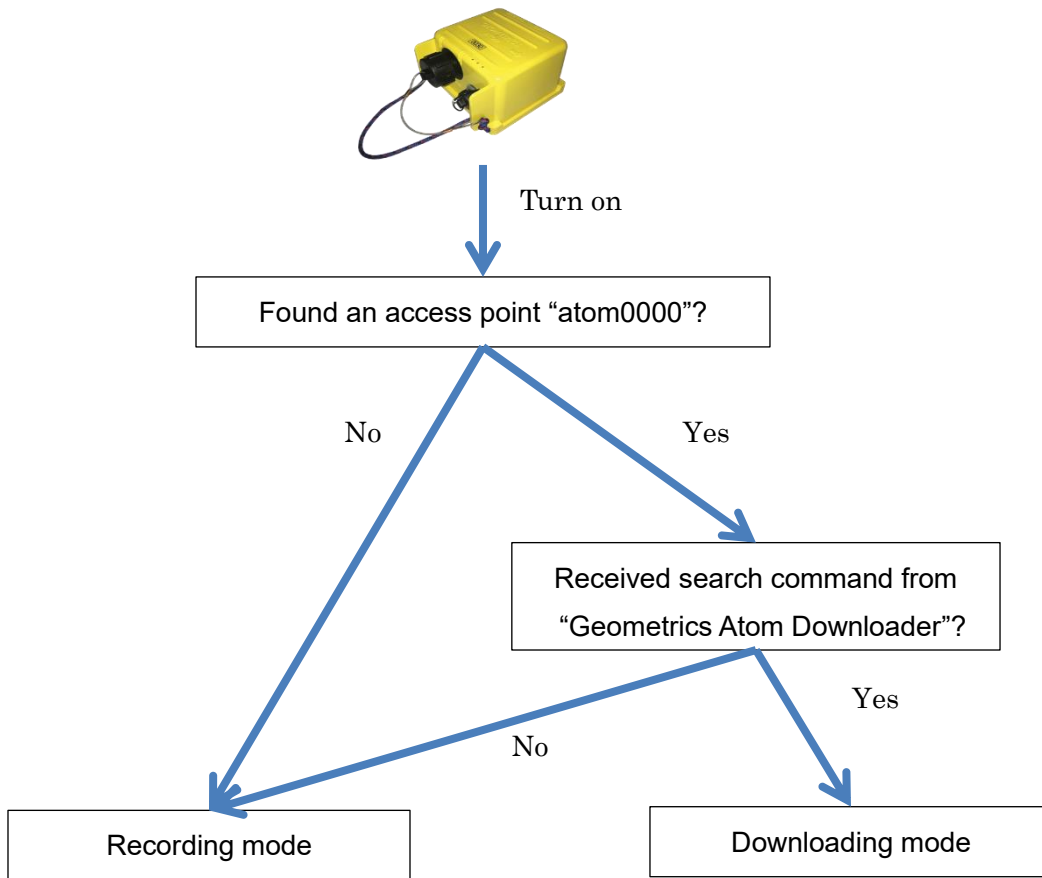 Turn on
Found an access point “atom0000”?
No
Yes
Received search command from
“Geometrics Atom Downloader”?
No
Yes
Recording mode
Downloading mode